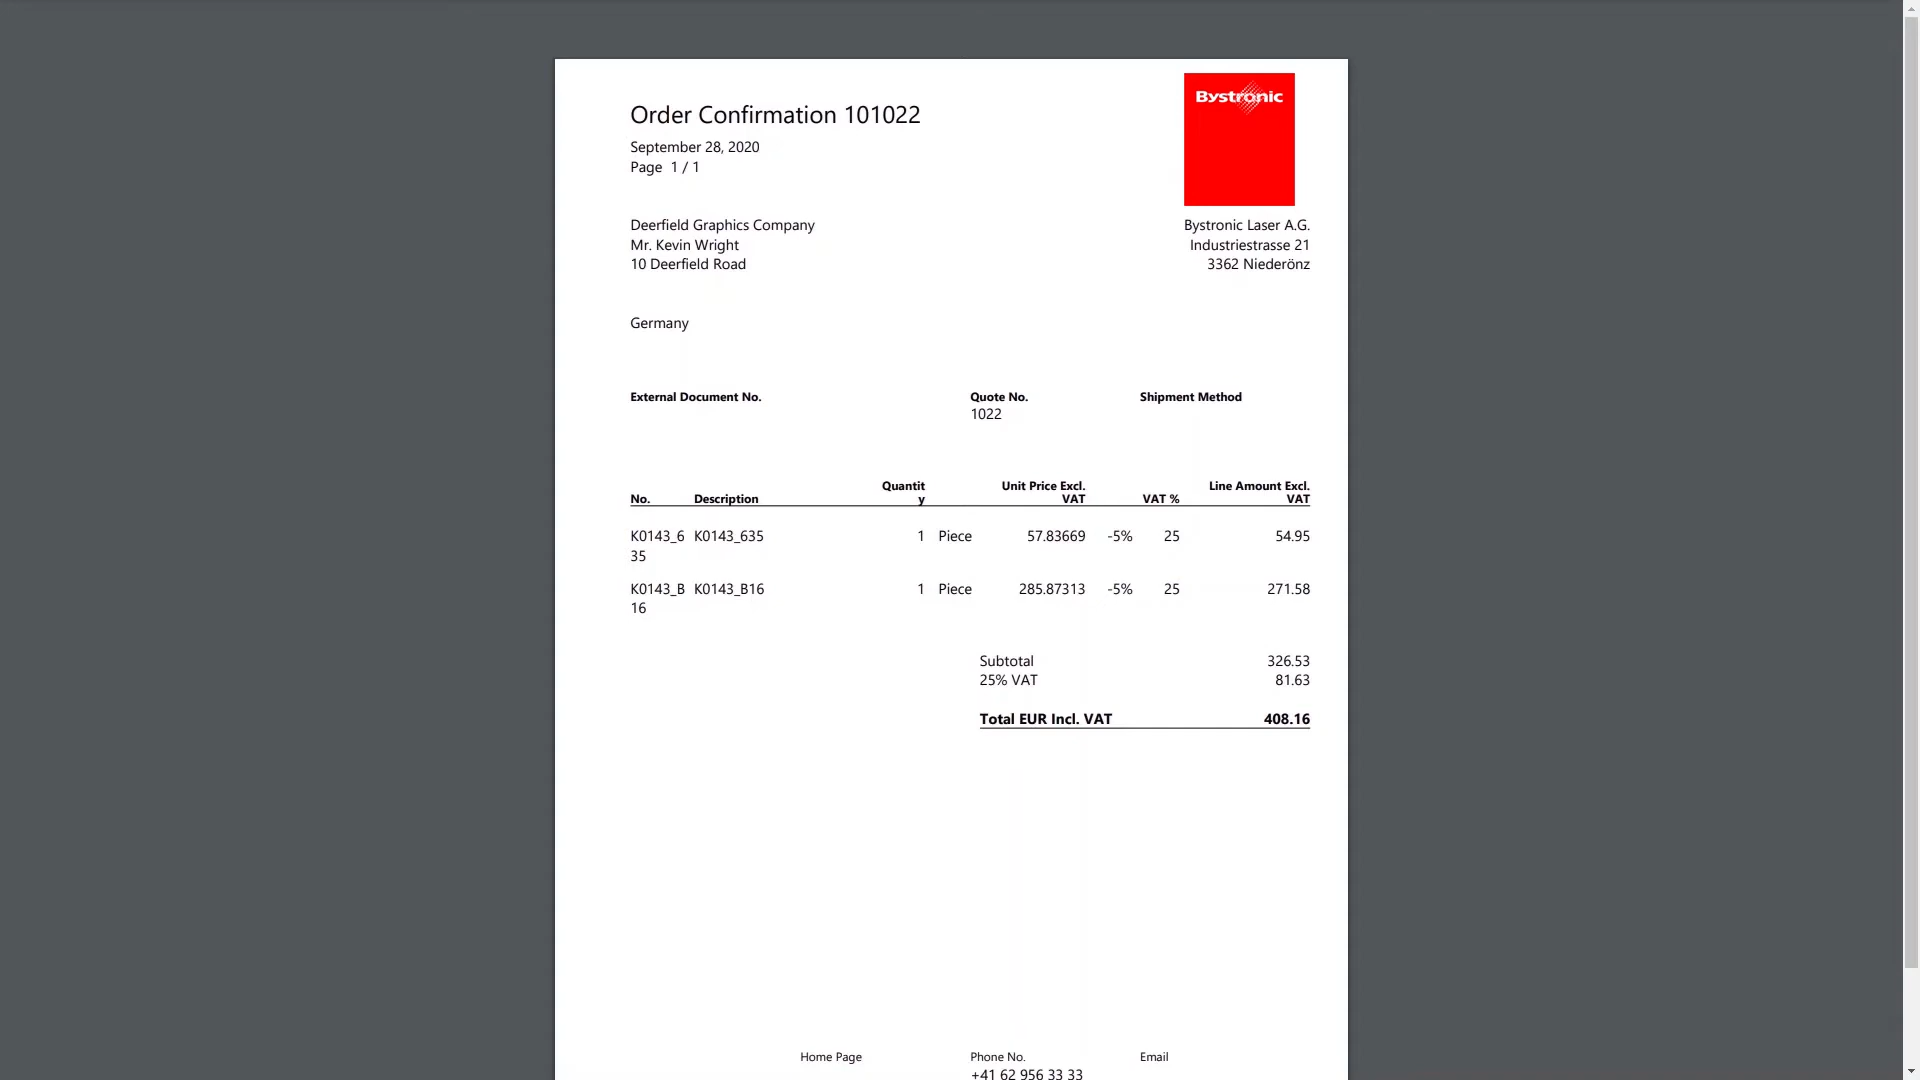 Bystronic
Order Confirmation 101022
September 28, 2020
Page 1 / 1
Deerfield Graphics Company
Bystronic Laser A.G.
Mr. Kevin Wright
Industriestrasse 21
10 Deerfield Road
3362 Niederönz
Germany
External Document No. Quote No. Shipment Method
1022
Quantit Unit Price Excl. Line Amount Excl.
No. Description y VAT VAT % VAT
K0143_6 K0143_635 1 Piece 57.83669 -5% 25 54.95
35
K0143_B K0143_B16 1 Piece 285.87313 -5% 25 271.58
16
Subtotal 326.53
25% VAT 81.63
Total EUR Incl. VAT 408.16
Home Page Phone No. Email
+41 62 956 33 33